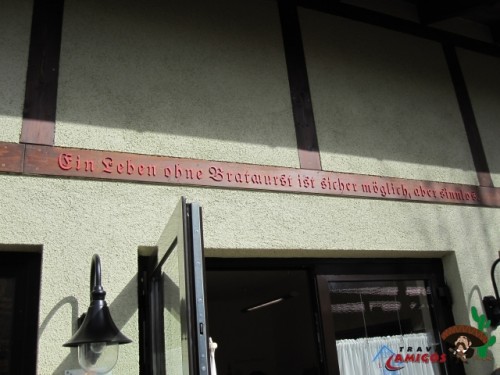 Ein Leben ohne Bratwurst ist sicher möglich, aber sinnlos
TRAV
AMIGOS